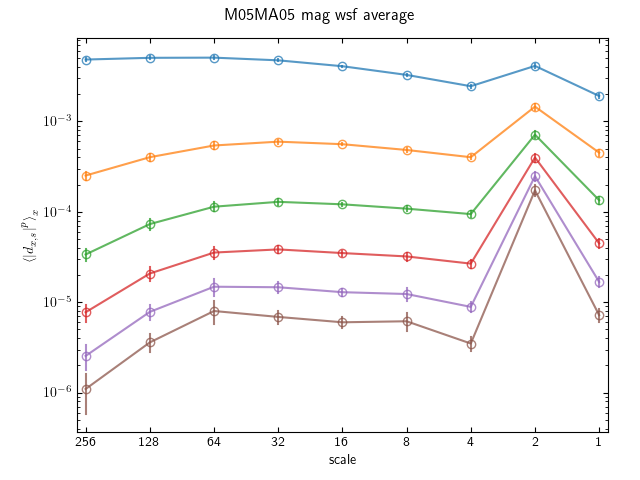 M05MA05 mag wsf average
10⁻³
10⁻⁴
10⁻⁵
10⁻⁶
⟨|d_{x,s}|^p⟩_x
256 128 64 32 16 8 4 2 1
scale